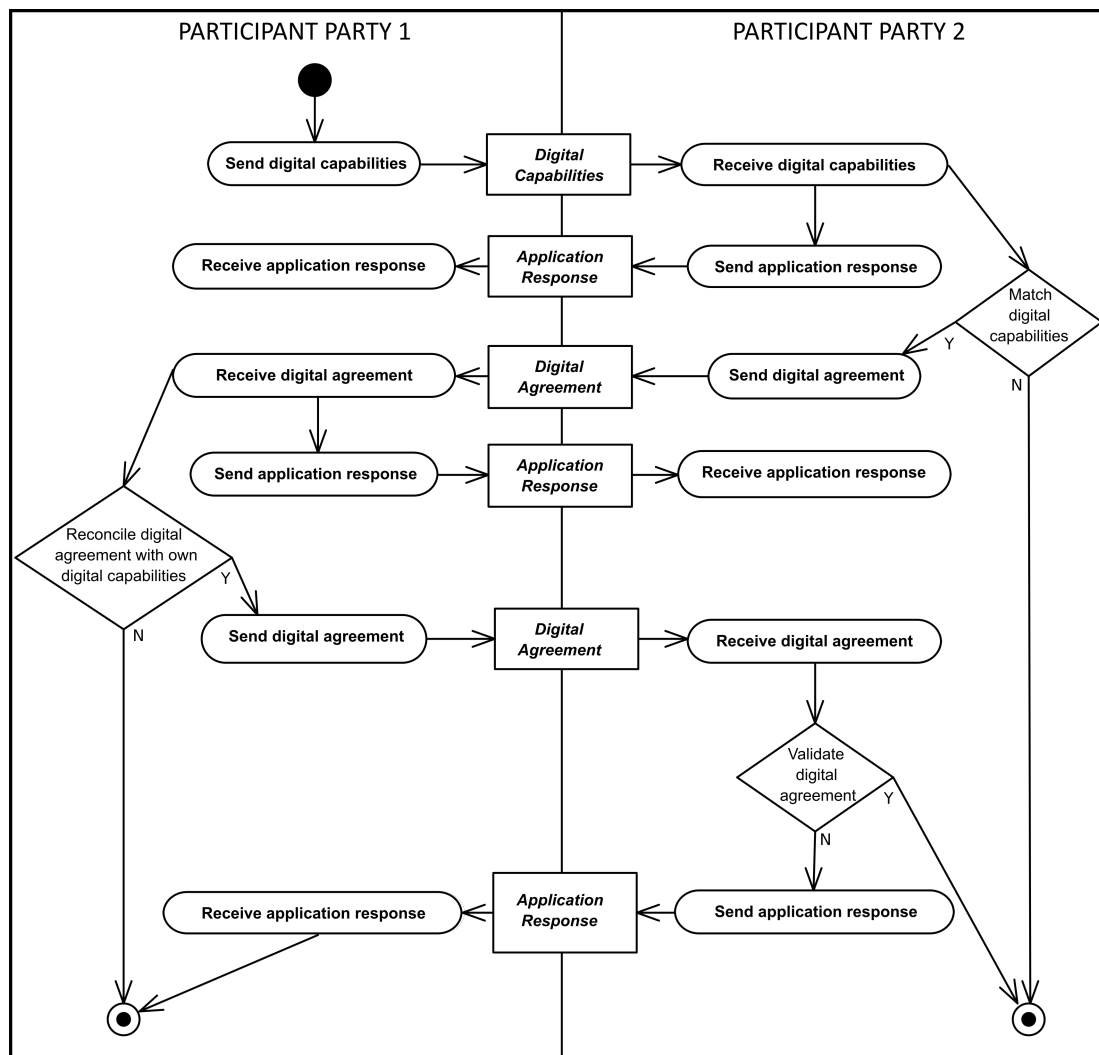 PARTICIPANT PARTY 1
PARTICIPANT PARTY 2
Send digital capabilities
Digital
Capabilities
Receive digital capabilities
Receive application response
Application
Response
Send application response
Match
digital
capabilities
Y
N
Receive digital agreement
Digital
Agreement
Send digital agreement
Send application response
Application
Response
Receive application response
Reconcile digital
agreement with own
digital capabilities
Y
N
Send digital agreement
Digital
Agreement
Receive digital agreement
Validate
digital
agreement
Y
N
Receive application response
Application
Response
Send application response